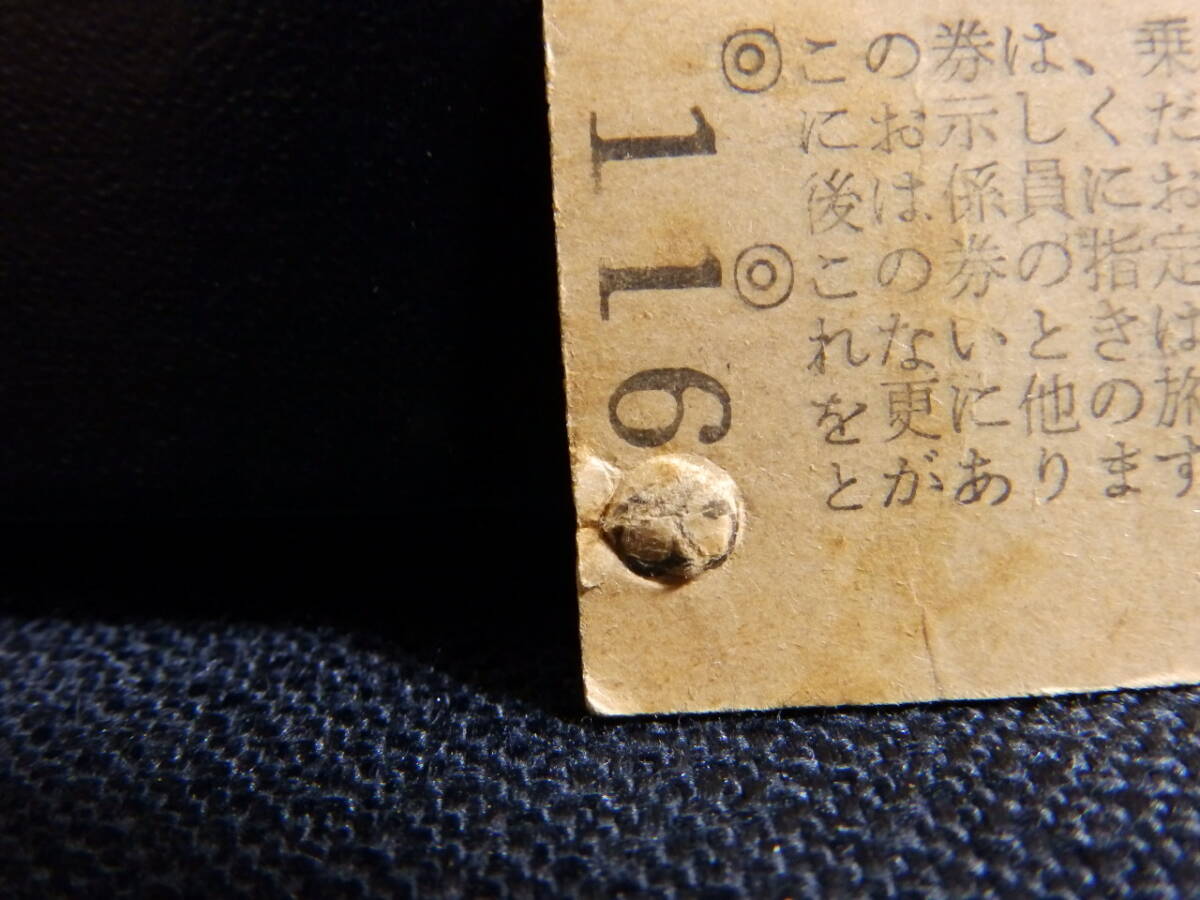 ◎この券は、乗
にお示しくだ
後は係員にお
◎この券の指定
れないときは
を更に他の旅
とがあります
116